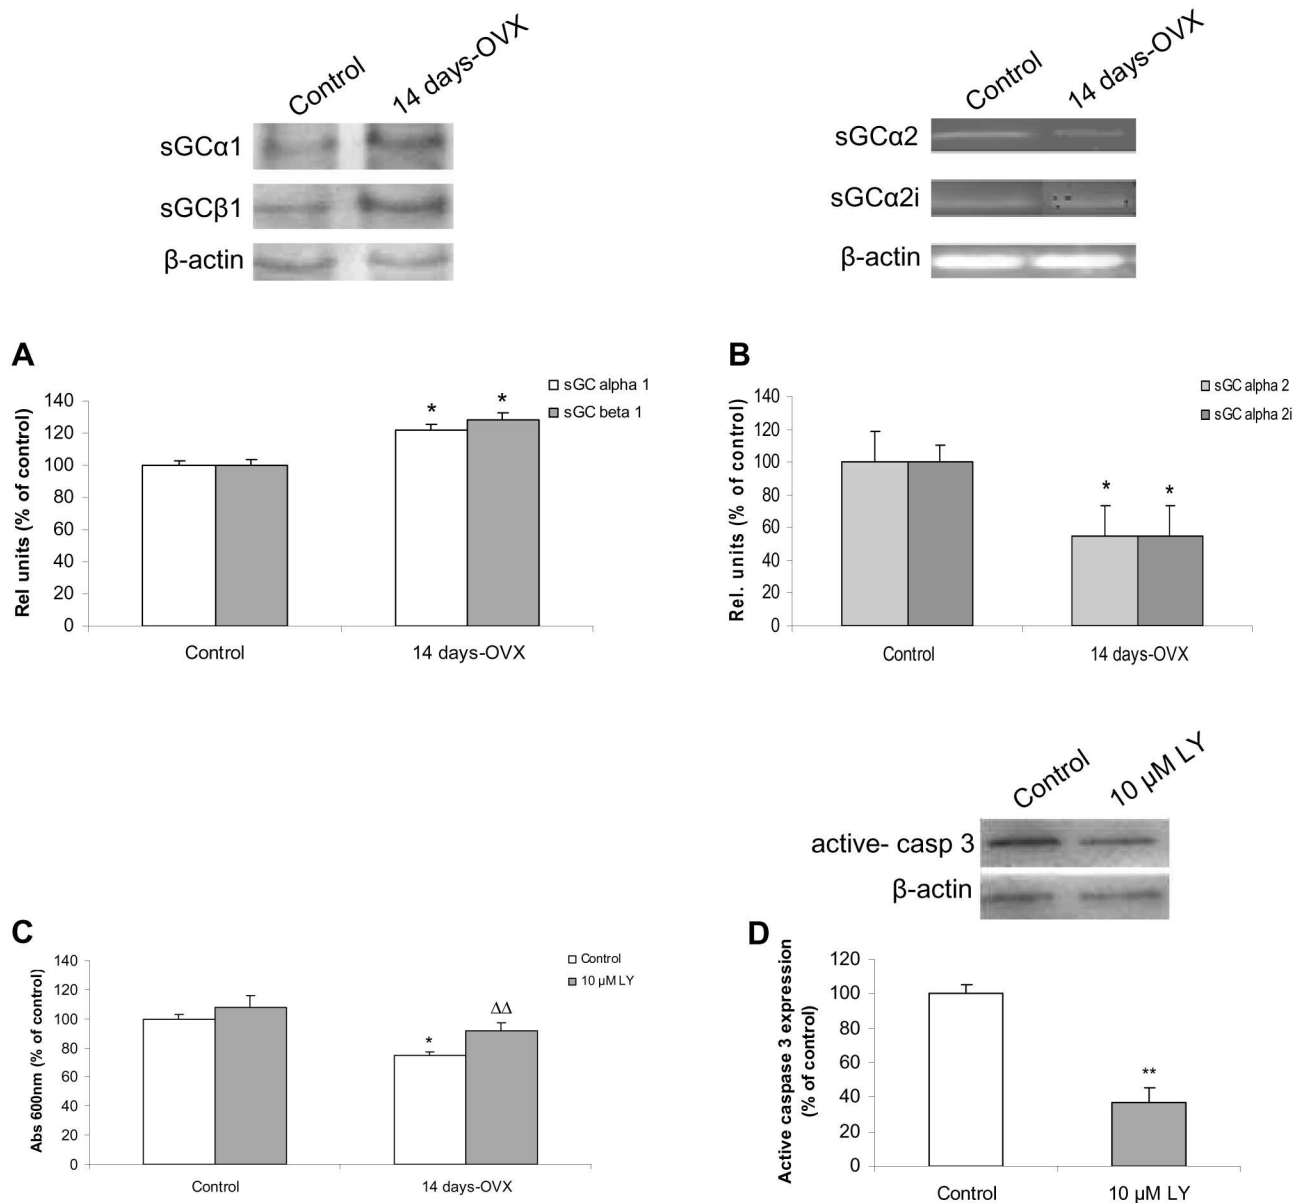 Control 14 days-OVX
sGCα1
sGCβ1
β-actin
Control 14 days-OVX
sGCα2
sGCα2i
β-actin
A
Rel units (% of control)
140
120
100
80
60
40
20
0
sGC alpha 1
sGC beta 1
* *
Control 14 days-OVX
B
Rel. units (% of control)
140
120
100
80
60
40
20
0
sGC alpha 2
sGC alpha 2i
* *
Control 14 days-OVX
C
Abs 600nm (% of control)
140
120
100
80
60
40
20
0
Control
10 µM LY
* ΔΔ
Control 14 days-OVX
Control 10 µM LY
active- casp 3
β-actin
D
Active caspase 3 expression
(% of control)
120
100
80
60
40
20
0
**
Control 10 µM LY